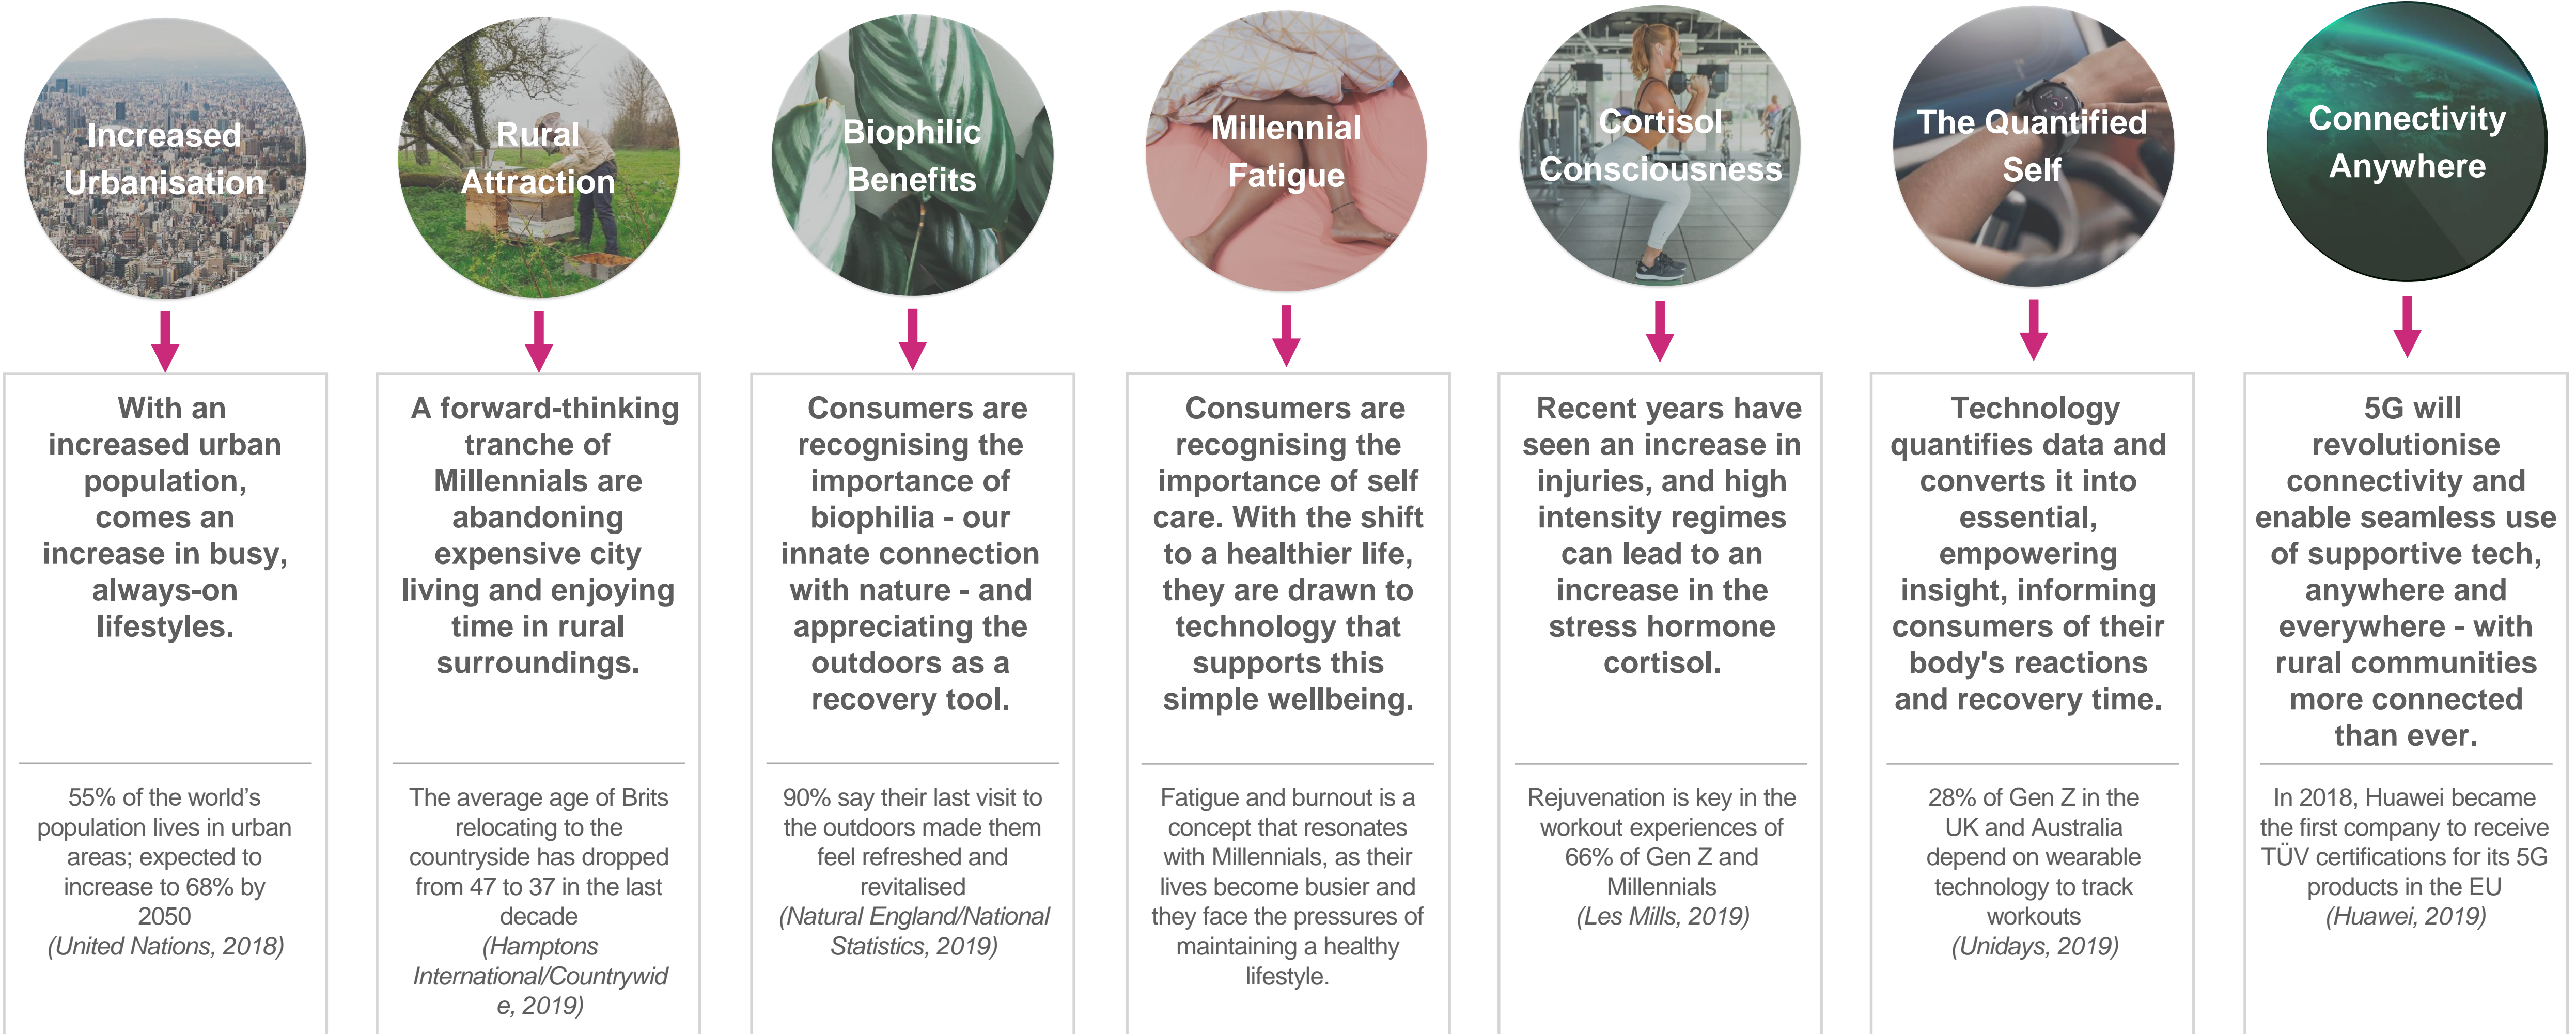 Increased
Urbanisation
With an
increased urban
population,
comes an
increase in busy,
always-on
lifestyles.
55% of the world's
population lives in urban
areas; expected to
increase to 68% by
2050
(United Nations, 2018)
Rural
Attraction
A forward-thinking
tranche of
Millennials are
abandoning
expensive city
living and enjoying
time in rural
surroundings.
The average age of Brits
relocating to the
countryside has dropped
from 47 to 37 in the last
decade
(Hamptons
International/Countrywid
e, 2019)
Biophilic
Benefits
Consumers are
recognising the
importance of
biophilia - our
innate connection
with nature - and
appreciating the
outdoors as a
recovery tool.
90% say their last visit to
the outdoors made them
feel refreshed and
revitalised
(Natural England/National
Statistics, 2019)
Millennial
Fatigue
Consumers are
recognising the
importance of self
care. With the shift
to a healthier life,
they are drawn to
technology that
supports this
simple wellbeing.
Fatigue and burnout is a
concept that resonates
with Millennials, as their
lives become busier and
they face the pressures of
maintaining a healthy
lifestyle.
Cortisol
Consciousness
Recent years have
seen an increase in
injuries, and high
intensity regimes
can lead to an
increase in the
stress hormone
cortisol.
Rejuvenation is key in the
workout experiences of
66% of Gen Z and
Millennials
(Les Mills, 2019)
The Quantified
Self
Technology
quantifies data and
converts it into
essential,
empowering
insight, informing
consumers of their
body's reactions
and recovery time.
28% of Gen Z in the
UK and Australia
depend on wearable
technology to track
workouts
(Unidays, 2019)
Connectivity
Anywhere
5G will
revolutionise
connectivity and
enable seamless use
of supportive tech,
anywhere and
everywhere - with
rural communities
more connected
than ever.
In 2018, Huawei became
the first company to receive
TÜV certifications for its 5G
products in the EU
(Huawei, 2019)